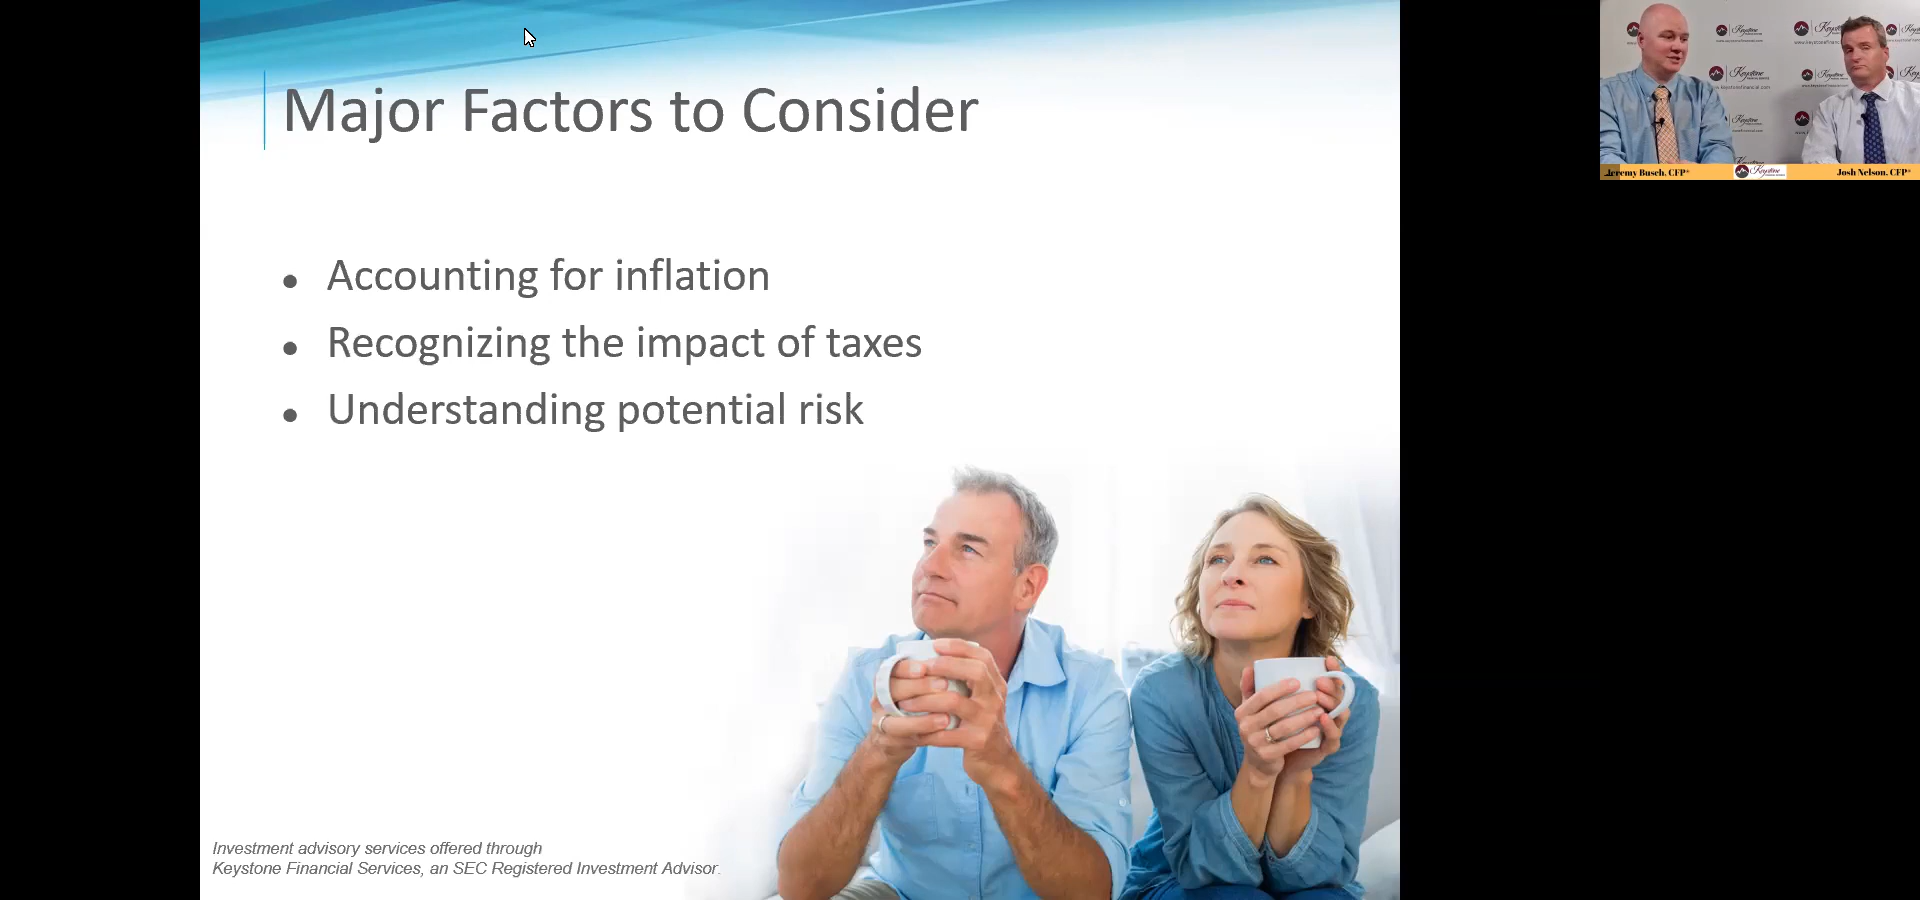 Major Factors to Consider
Accounting for inflation
Recognizing the impact of taxes
Understanding potential risk
Investment advisory services offered through
Keystone Financial Services, an SEC Registered Investment Advisor.
Jeremy Busch, CFP®
Keystone
Josh Nelson, CFP®